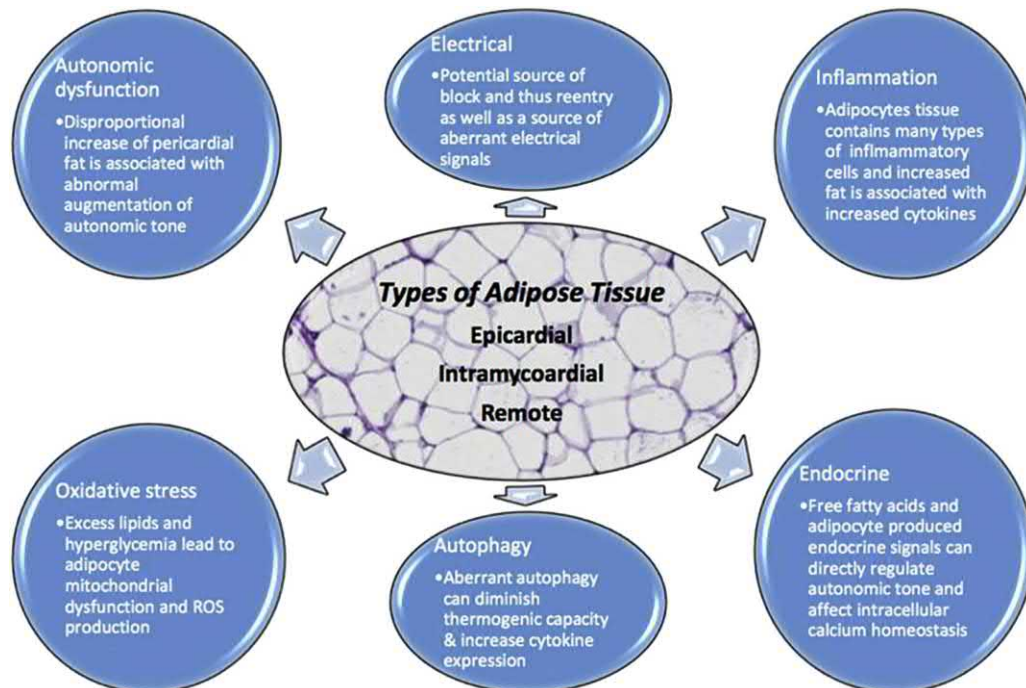 Autonomic
dysfunction
•Disproportional
increase of pericardial
fat is associated with
abnormal
augmentation of
autonomic tone
Electrical
•Potential source of
block and thus reentry
as well as a source of
aberrant electrical
signals
Inflammation
•Adipocytes tissue
contains many types
of inflmammatory
cells and increased
fat is associated with
increased cytokines
Types of Adipose Tissue
Epicardial
Intramycoardial
Remote
Oxidative stress
•Excess lipids and
hyperglycemia lead to
adipocyte
mitochondrial
dysfunction and ROS
production
Autophagy
•Aberrant autophagy
can diminish
thermogenic capacity
& increase cytokine
expression
Endocrine
•Free fatty acids and
adipocyte produced
endocrine signals can
directly regulate
autonomic tone and
affect intracellular
calcium homeostasis